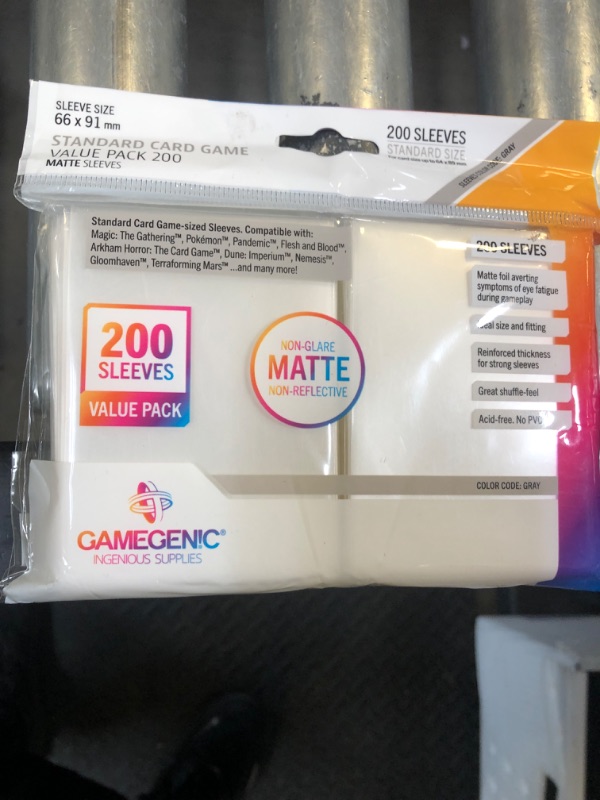 SLEEVE SIZE
66 x 91 mm
STANDARD CARD GAME
VALUE PACK 200
MATTE SLEEVES
200 SLEEVES
STANDARD SIZE
GRAY
Standard Card Game-sized Sleeves. Compatible with:
Magic: The Gathering™, Pokémon™, Pandemic™, Flesh and Blood™,
Arkham Horror: The Card Game™, Dune: Imperium™, Nemesis™,
Gloomhaven™, Terraforming Mars™ ...and many more!
200 SLEEVES
Matte foil averting
symptoms of eye fatigue
during gameplay
size and fitting
Reinforced thickness
for strong sleeves
Great shuffle-feel
Acid-free. No PVC
200
SLEEVES
VALUE PACK
NON-GLARE
MATTE
NON-REFLECTIVE
COLOR CODE: GRAY
GAMEGEN!C®
INGENIOUS SUPPLIES